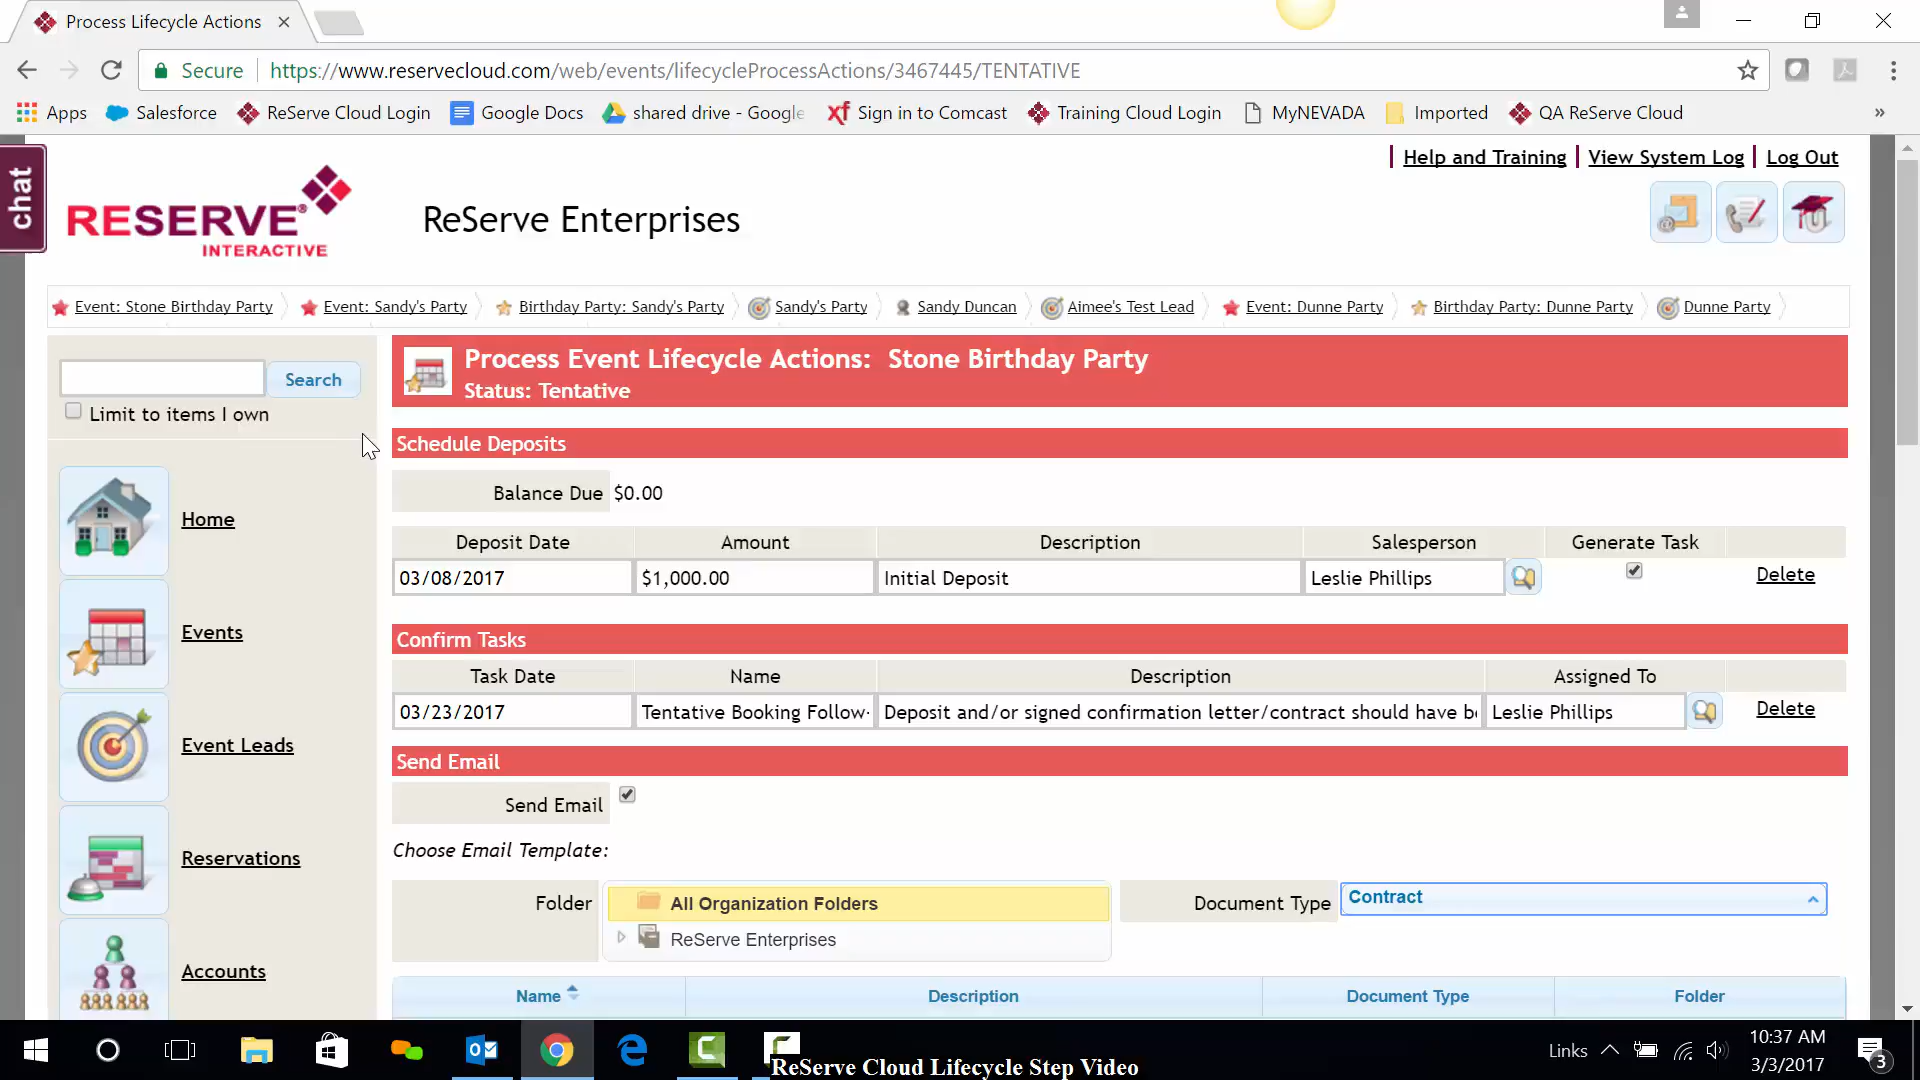 Process Lifecycle Actions
Secure https://www.reservecloud.com/web/events/lifecycleProcessActions/3467445/TENTATIVE
Apps Salesforce ReServe Cloud Login Google Docs shared drive - Google Sign in to Comcast Training Cloud Login MyNEVADA Imported QA ReServe Cloud »
chat
Help and Training View System Log Log Out
RESERVE®
INTERACTIVE
ReServe Enterprises
Event: Stone Birthday Party Event: Sandy's Party Birthday Party: Sandy's Party Sandy's Party Sandy Duncan Aimee's Test Lead Event: Dunne Party Birthday Party: Dunne Party Dunne Party
Search
Limit to items I own
Home
Events
Event Leads
Reservations
Accounts
Process Event Lifecycle Actions: Stone Birthday Party
Status: Tentative
Schedule Deposits
Balance Due $0.00
Deposit Date Amount Description Salesperson Generate Task
03/08/2017 $1,000.00 Initial Deposit Leslie Phillips Delete
Confirm Tasks
Task Date Name Description Assigned To
03/23/2017 Tentative Booking Follow- Deposit and/or signed confirmation letter/contract should have be Leslie Phillips Delete
Send Email
Send Email
Choose Email Template:
Folder All Organization Folders Document Type Contract
ReServe Enterprises
Name Description Document Type Folder
Links 10:37 AM
3/3/2017 3
ReServe Cloud Lifecycle Step Video